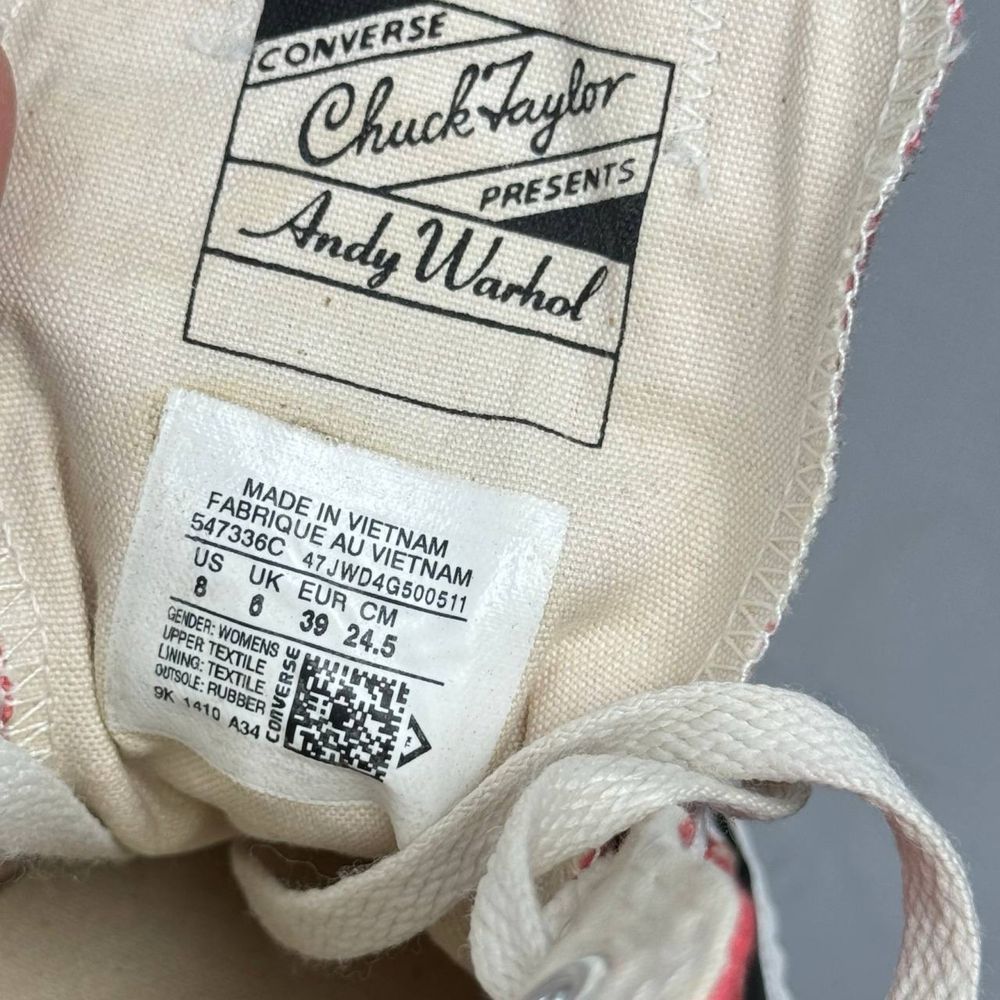 CONVERSE
Chuck Taylor
PRESENTS
Andy Warhol
MADE IN VIETNAM
FABRIQUE AU VIETNAM
547336C 47JWD4G500511
US UK EUR CM
8 6 39 24.5
GENDER: WOMENS
UPPER: TEXTILE
LINING: TEXTILE
OUTSOLE: RUBBER
9K 1410 A34
CONVERSE